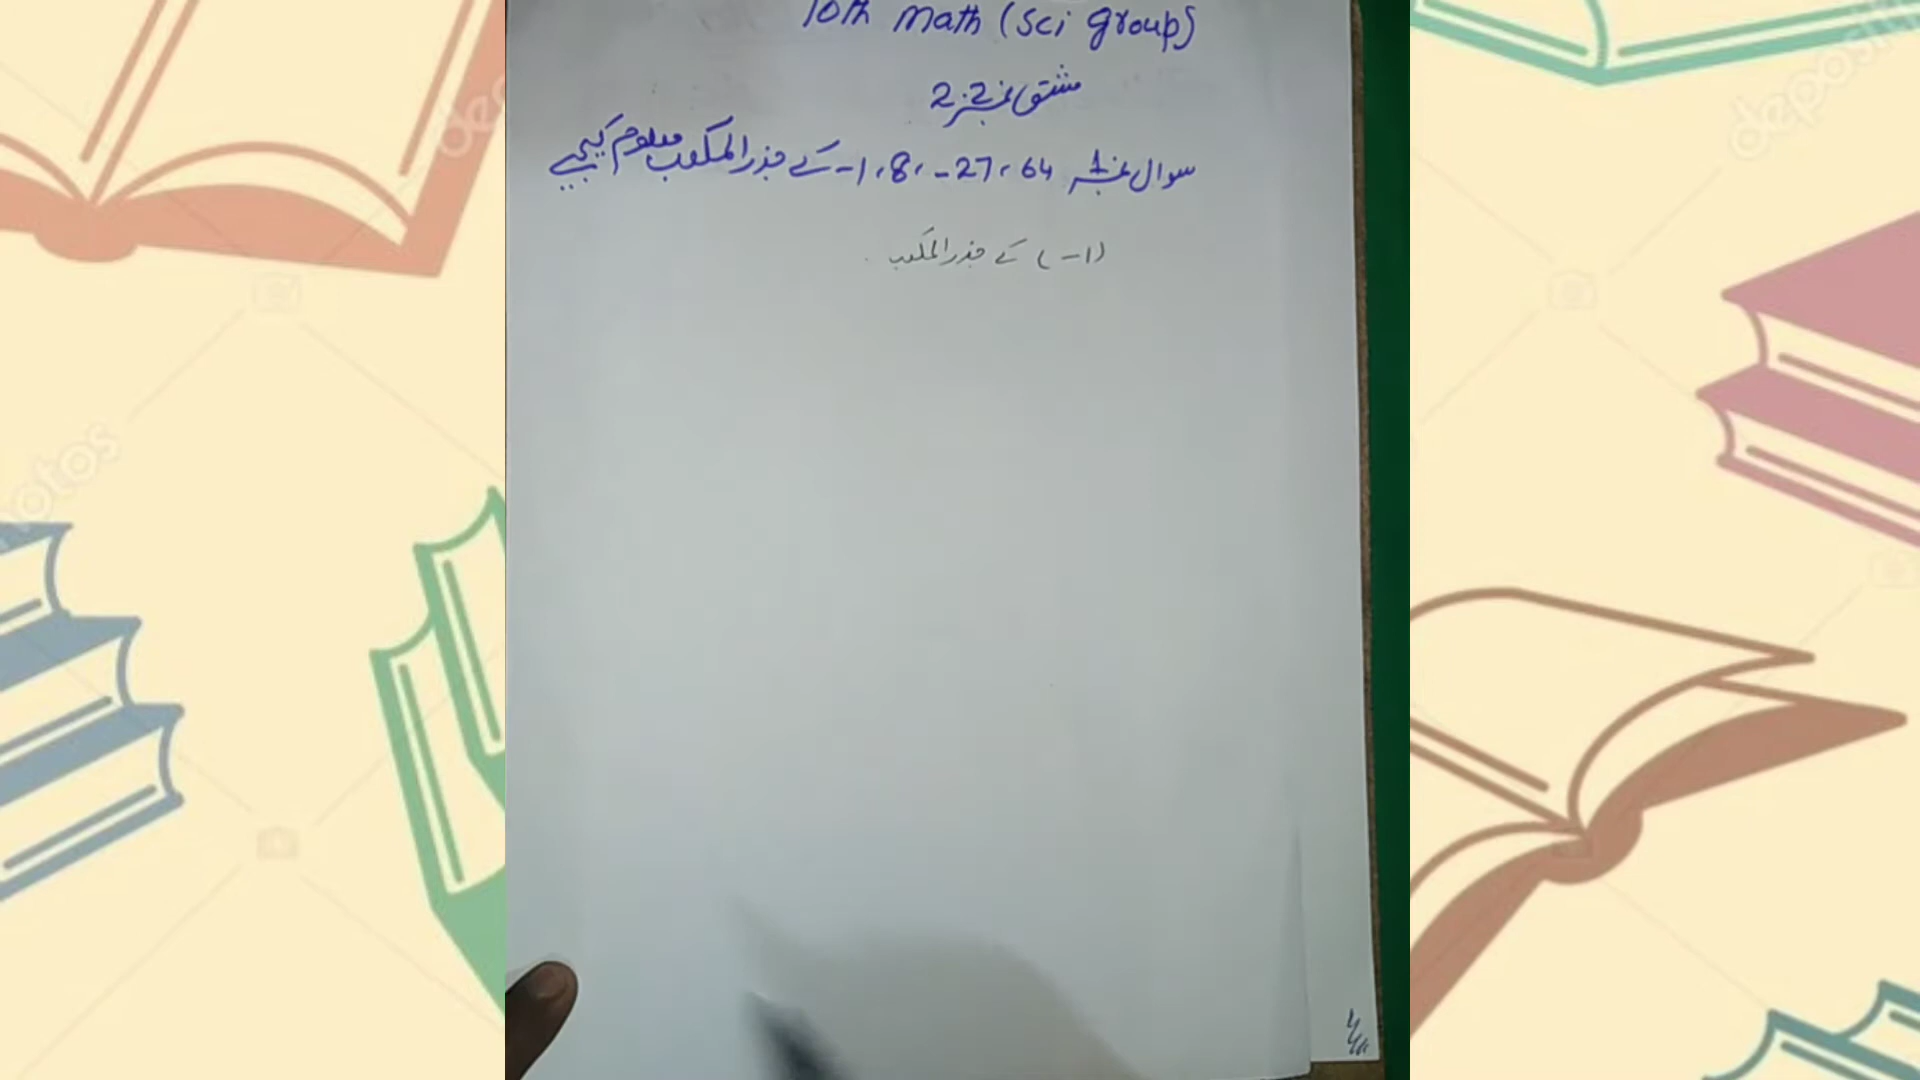 10th Math (Sci Group)
مشق نمبر 2.2
سوال نمبر 1 64، 27-، 8، 1- کے جذر المکعب معلوم کیجیے
(1-) کے جذر المکعب
depositphotos